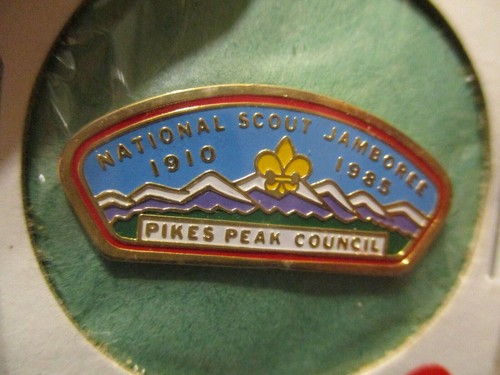 NATIONAL SCOUT JAMBOREE
1910 1985
PIKES PEAK COUNCIL